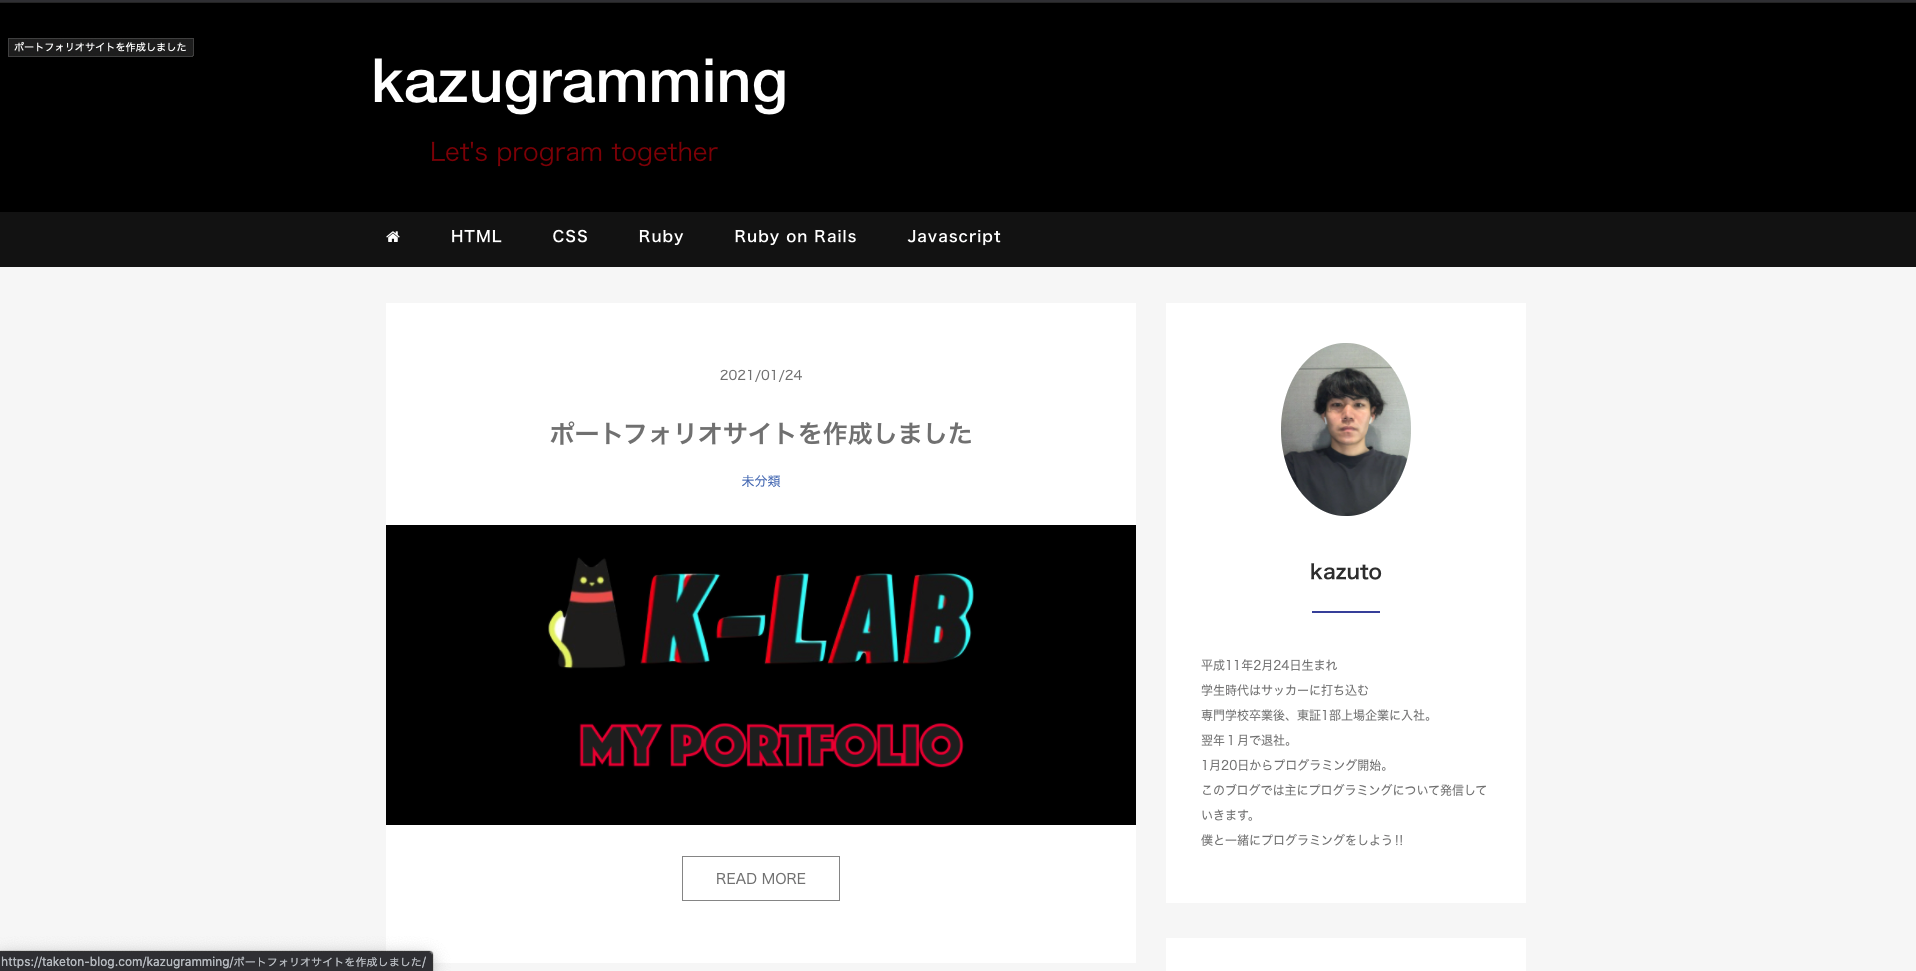 ポートフォリオサイトを作成しました
kazugramming
Let's program together
HTML CSS Ruby Ruby on Rails Javascript
2021/01/24
ポートフォリオサイトを作成しました
未分類
K-LAB
MY PORTFOLIO
READ MORE
kazuto
平成11年2月24日生まれ
学生時代はサッカーに打ち込む
専門学校卒業後、東証1部上場企業に入社。
翌年１月で退社。
1月20日からプログラミング開始。
このブログでは主にプログラミングについて発信して
いきます。
僕と一緒にプログラミングをしよう!!
https://taketon-blog.com/kazugramming/ポートフォリオサイトを作成しました/